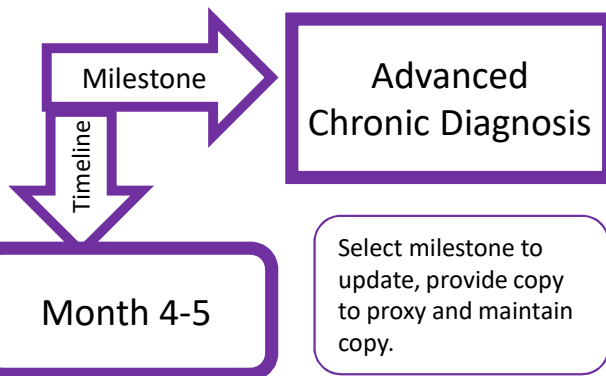 Milestone
Advanced
Chronic Diagnosis
Timeline
Month 4-5
Select milestone to
update, provide copy
to proxy and maintain
copy.